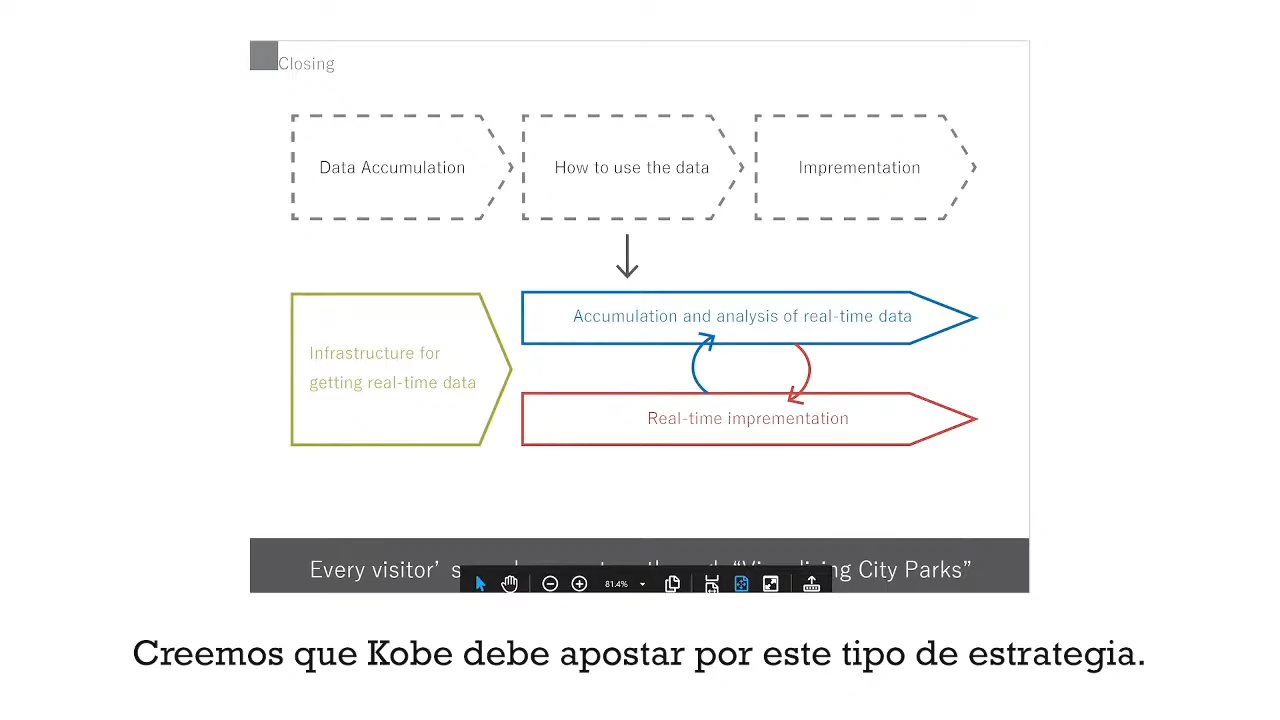 Closing
Data Accumulation
How to use the data
Imprementation
Accumulation and analysis of real-time data
Infrastructure for
getting real-time data
Real-time imprementation
Every visitor’ s City Parks”
81.4%
Creemos que Kobe debe apostar por este tipo de estrategia.